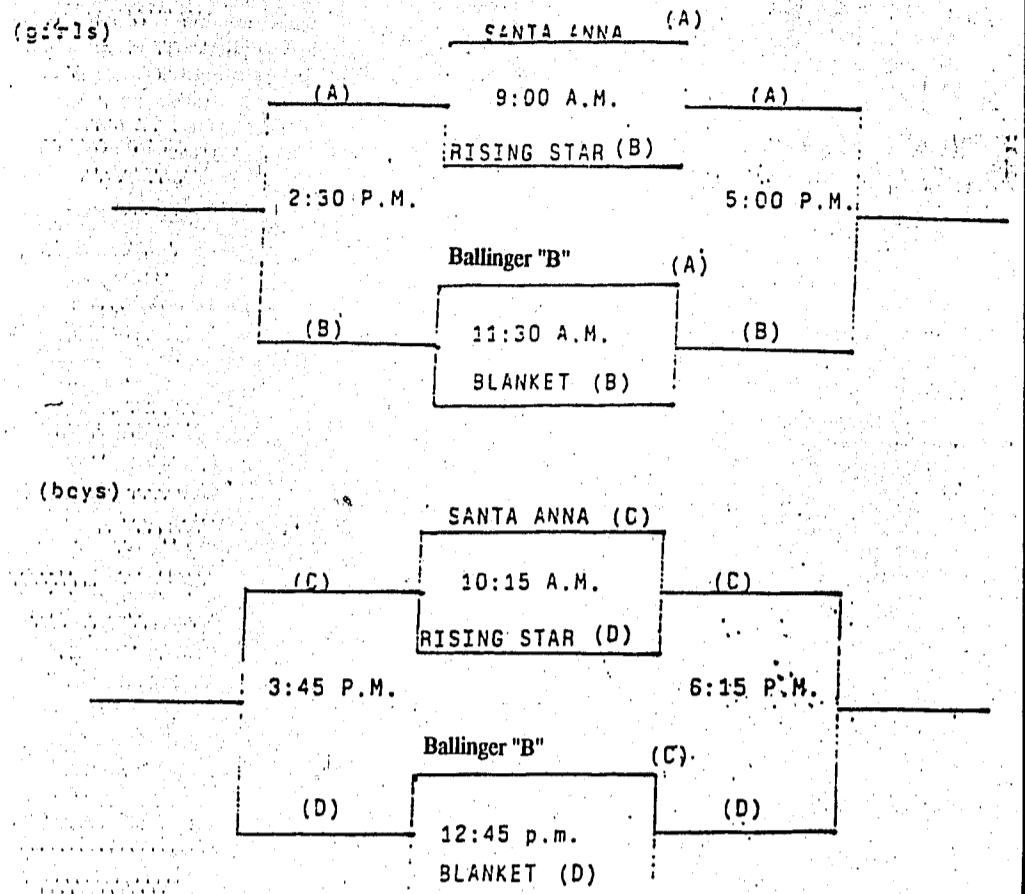 (girls)
SANTA ANNA (A)
(A) 9:00 A.M. (A)
RISING STAR (B)
2:30 P.M. 5:00 P.M.
Ballinger "B" (A)
(B) 11:30 A.M. (B)
BLANKET (B)
(boys)
SANTA ANNA (C)
(C) 10:15 A.M. (C)
RISING STAR (D)
3:45 P.M. 6:15 P.M.
Ballinger "B" (C)
(D) 12:45 p.m. (D)
BLANKET (D)